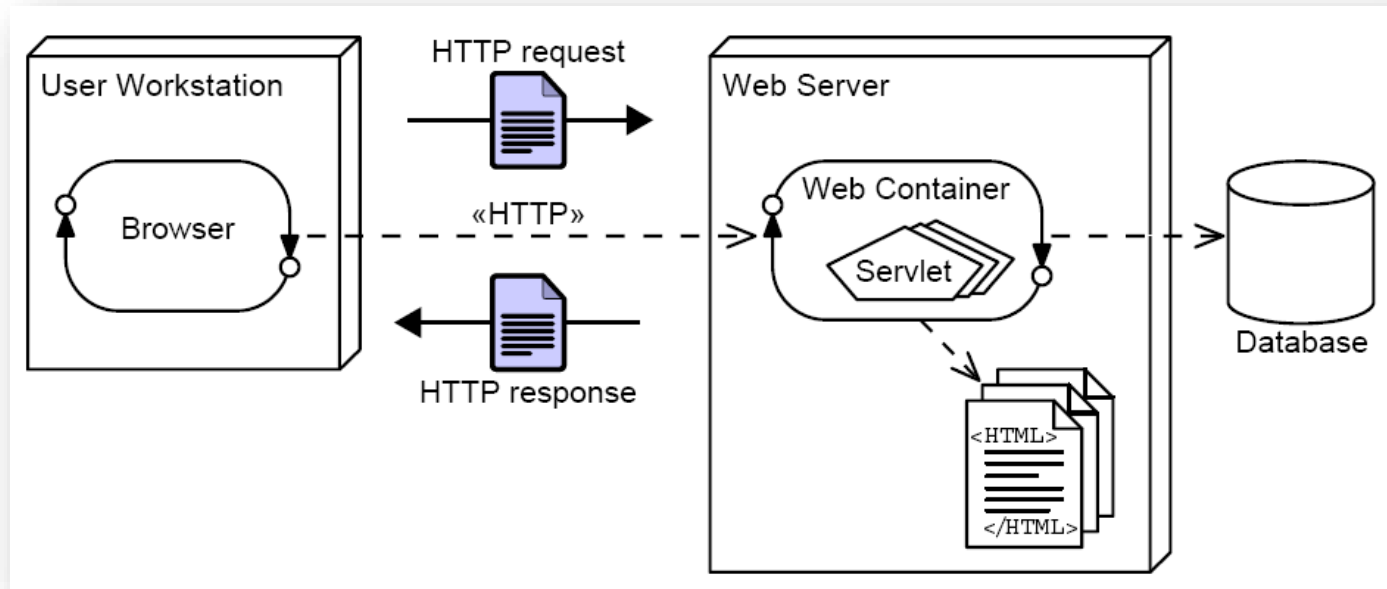 User Workstation
Browser
HTTP request
«HTTP»
HTTP response
Web Server
Web Container
Servlet
<HTML>
</HTML>
Database